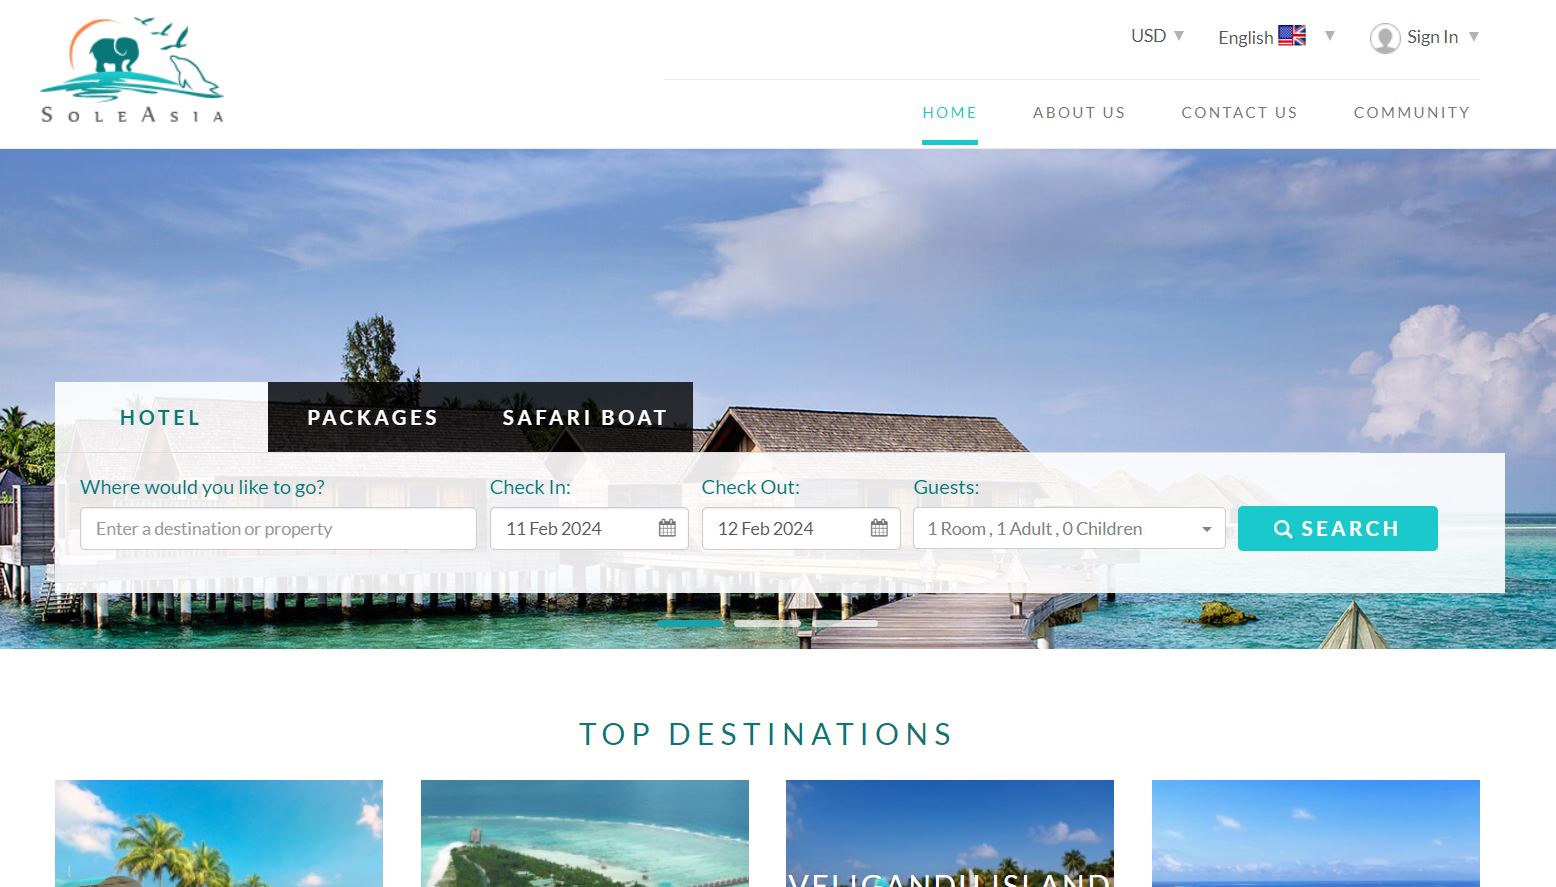 USD
English
Sign In
SOLEASIA
HOME
ABOUT US
CONTACT US
COMMUNITY
HOTEL
PACKAGES
SAFARI BOAT
Where would you like to go?
Check In:
Check Out:
Guests:
Enter a destination or property
11 Feb 2024
12 Feb 2024
1 Room , 1 Adult , 0 Children
SEARCH
TOP DESTINATIONS
VELIGANDU ISLAND